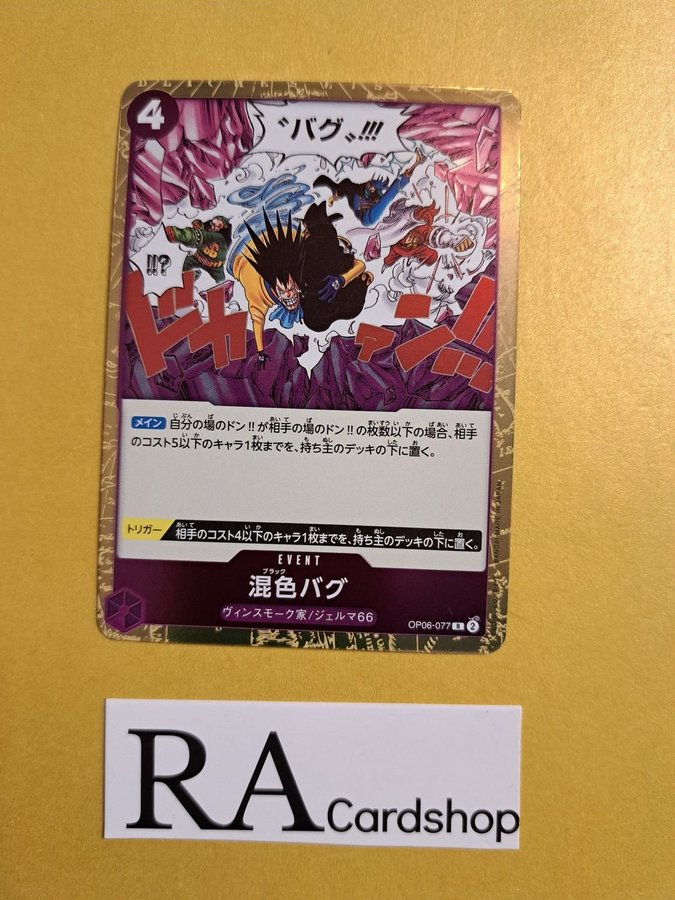 4
〝バグ〟!!!
!!?
ドカァン!!!
メイン 自分の場のドン!!が相手の場のドン!!の枚数以下の場合、相手
のコスト5以下のキャラ1枚までを、持ち主のデッキの下に置く。
トリガー 相手のコスト4以下のキャラ1枚までを、持ち主のデッキの下に置く。
EVENT
ブラック
混色バグ
ヴィンスモーク家/ジェルマ66
OP06-077 R 2
BANDAI MADE IN JAPAN
RA Cardshop